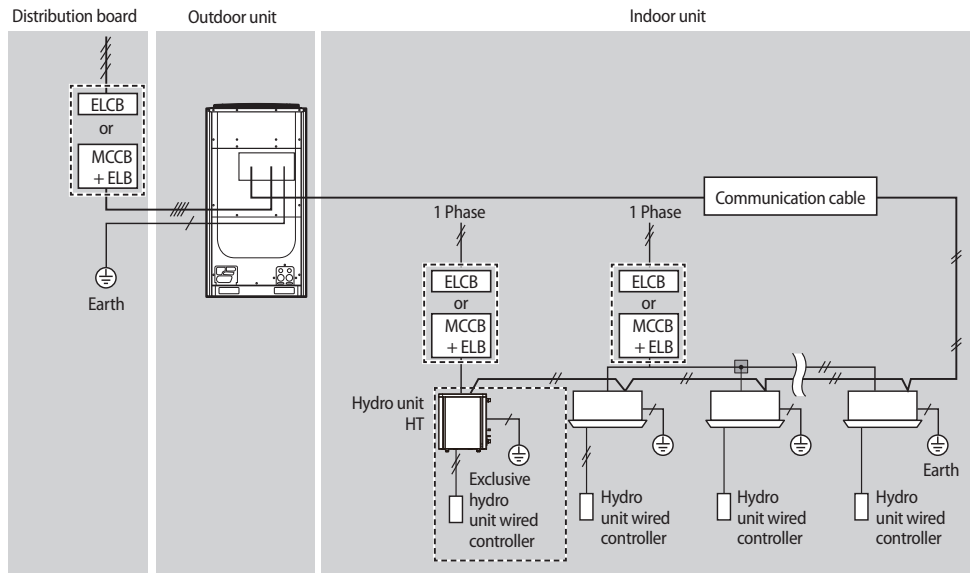 Distribution board
Outdoor unit
Indoor unit
ELCB
or
MCCB
+ ELB
Earth
Communication cable
1 Phase
1 Phase
ELCB
or
MCCB
+ ELB
ELCB
or
MCCB
+ ELB
Hydro unit
HT
Exclusive
hydro
unit wired
controller
Hydro
unit wired
controller
Hydro
unit wired
controller
Earth
Hydro
unit wired
controller